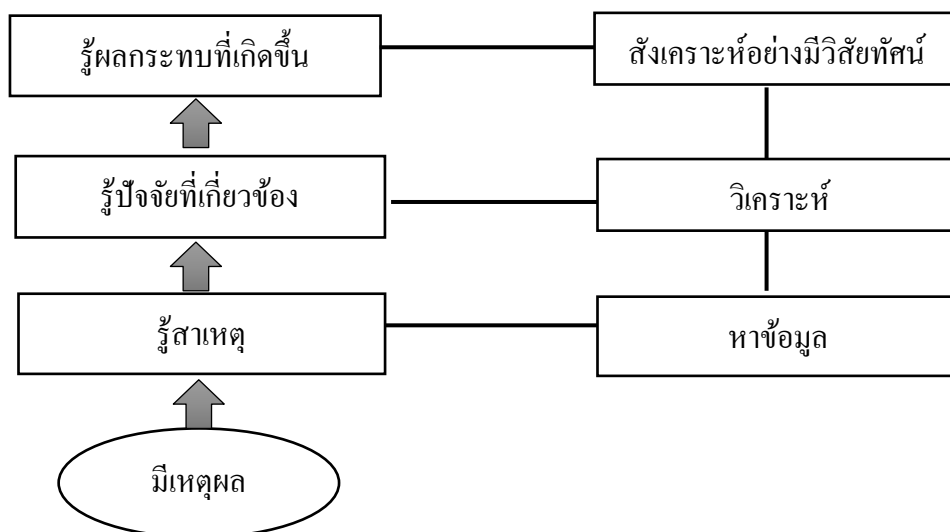 รู้ผลกระทบที่เกิดขึ้น
สังเคราะห์อย่างมีวิสัยทัศน์
รู้ปัจจัยที่เกี่ยวข้อง
วิเคราะห์
รู้สาเหตุ
หาข้อมูล
มีเหตุผล